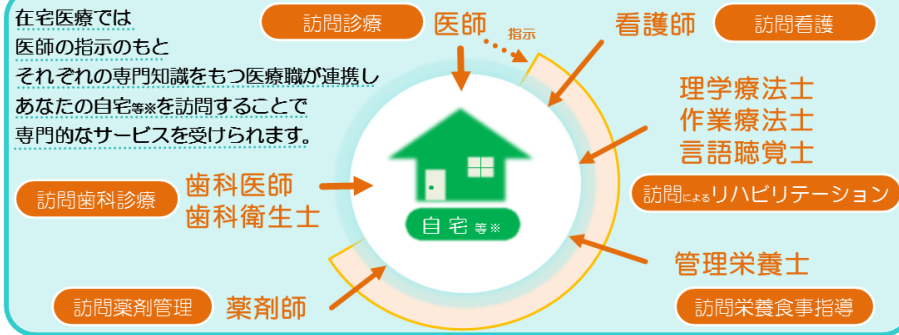 在宅医療では
医師の指示のもと
それぞれの専門知識をもつ医療職が連携し
あなたの自宅等※を訪問することで
専門的なサービスを受けられます。
訪問診療
医師
指示
看護師
訪問看護
理学療法士
作業療法士
言語聴覚士
訪問によるリハビリテーション
管理栄養士
訪問栄養食事指導
薬剤師
訪問薬剤管理
歯科医師
歯科衛生士
訪問歯科診療
自宅等※